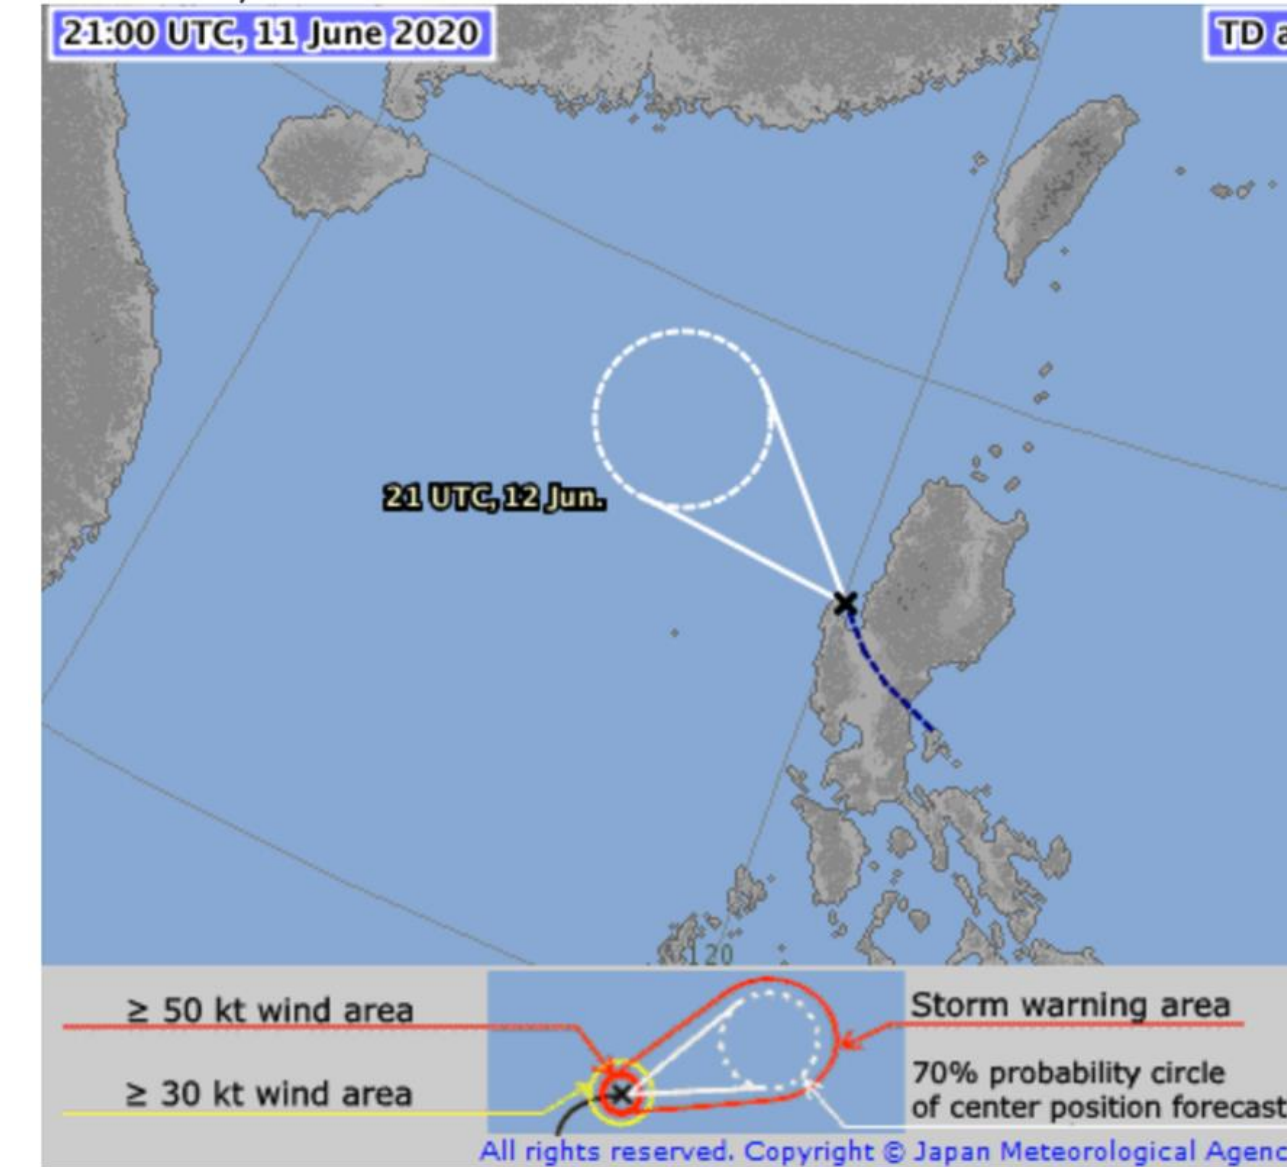 21:00 UTC, 11 June 2020
TD
21 UTC, 12 Jun.
120
≥ 50 kt wind area
≥ 30 kt wind area
Storm warning area
70% probability circle
of center position forecast
All rights reserved. Copyright © Japan Meteorological